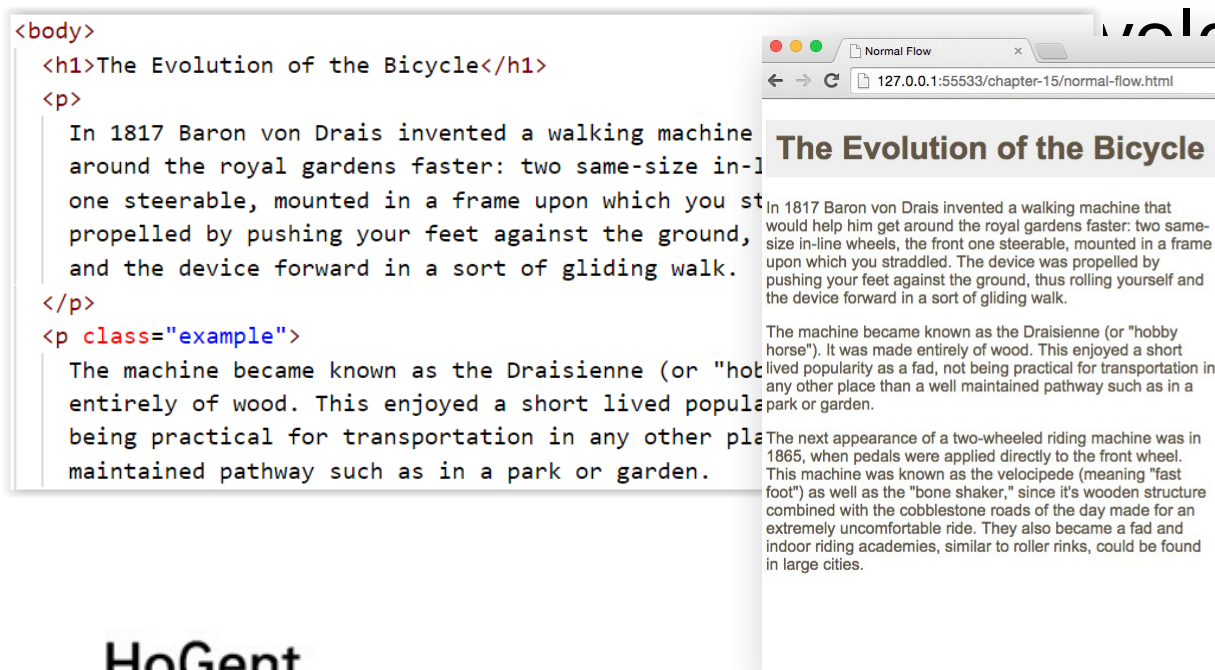 <body>
<h1>The Evolution of the Bicycle</h1>
<p>
In 1817 Baron von Drais invented a walking machine
around the royal gardens faster: two same-size
one steerable, mounted in a frame upon which you
propelled by pushing your feet against the ground,
and the device forward in a sort of gliding walk.
</p>
<p class="example">
The machine became known as the Draisienne (or
entirely of wood. This enjoyed a short lived
being practical for transportation in any other
maintained pathway such as in a park or garden.
HoGent
Normal Flow
127.0.0.1:55533/chapter-15/normal-flow.html
The Evolution of the Bicycle
In 1817 Baron von Drais invented a walking machine that
would help him get around the royal gardens faster: two same-
size in-line wheels, the front one steerable, mounted in a frame
upon which you straddled. The device was propelled by
pushing your feet against the ground, thus rolling yourself and
the device forward in a sort of gliding walk.
The machine became known as the Draisienne (or "hobby
horse"). It was made entirely of wood. This enjoyed a short
lived popularity as a fad, not being practical for transportation in
any other place than a well maintained pathway such as in a
park or garden.
The next appearance of a two-wheeled riding machine was in
1865, when pedals were applied directly to the front wheel.
This machine was known as the velocipede (meaning "fast
foot") as well as the "bone shaker," since it's wooden structure
combined with the cobblestone roads of the day made for an
extremely uncomfortable ride. They also became a fad and
indoor riding academies, similar to roller rinks, could be found
in large cities.